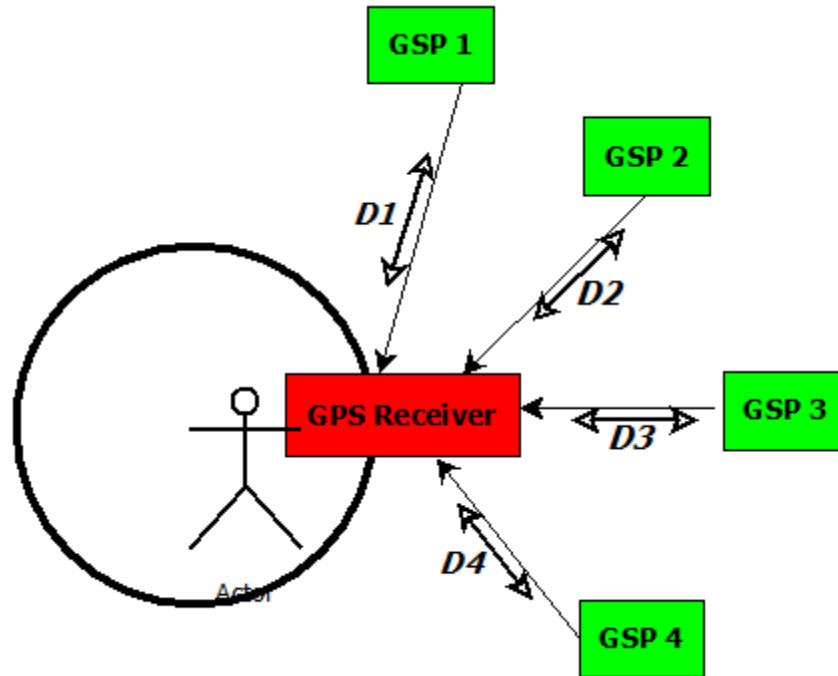 GSP 1
GSP 2
D1
D2
GPS Receiver
GSP 3
D3
D4
Actor
GSP 4